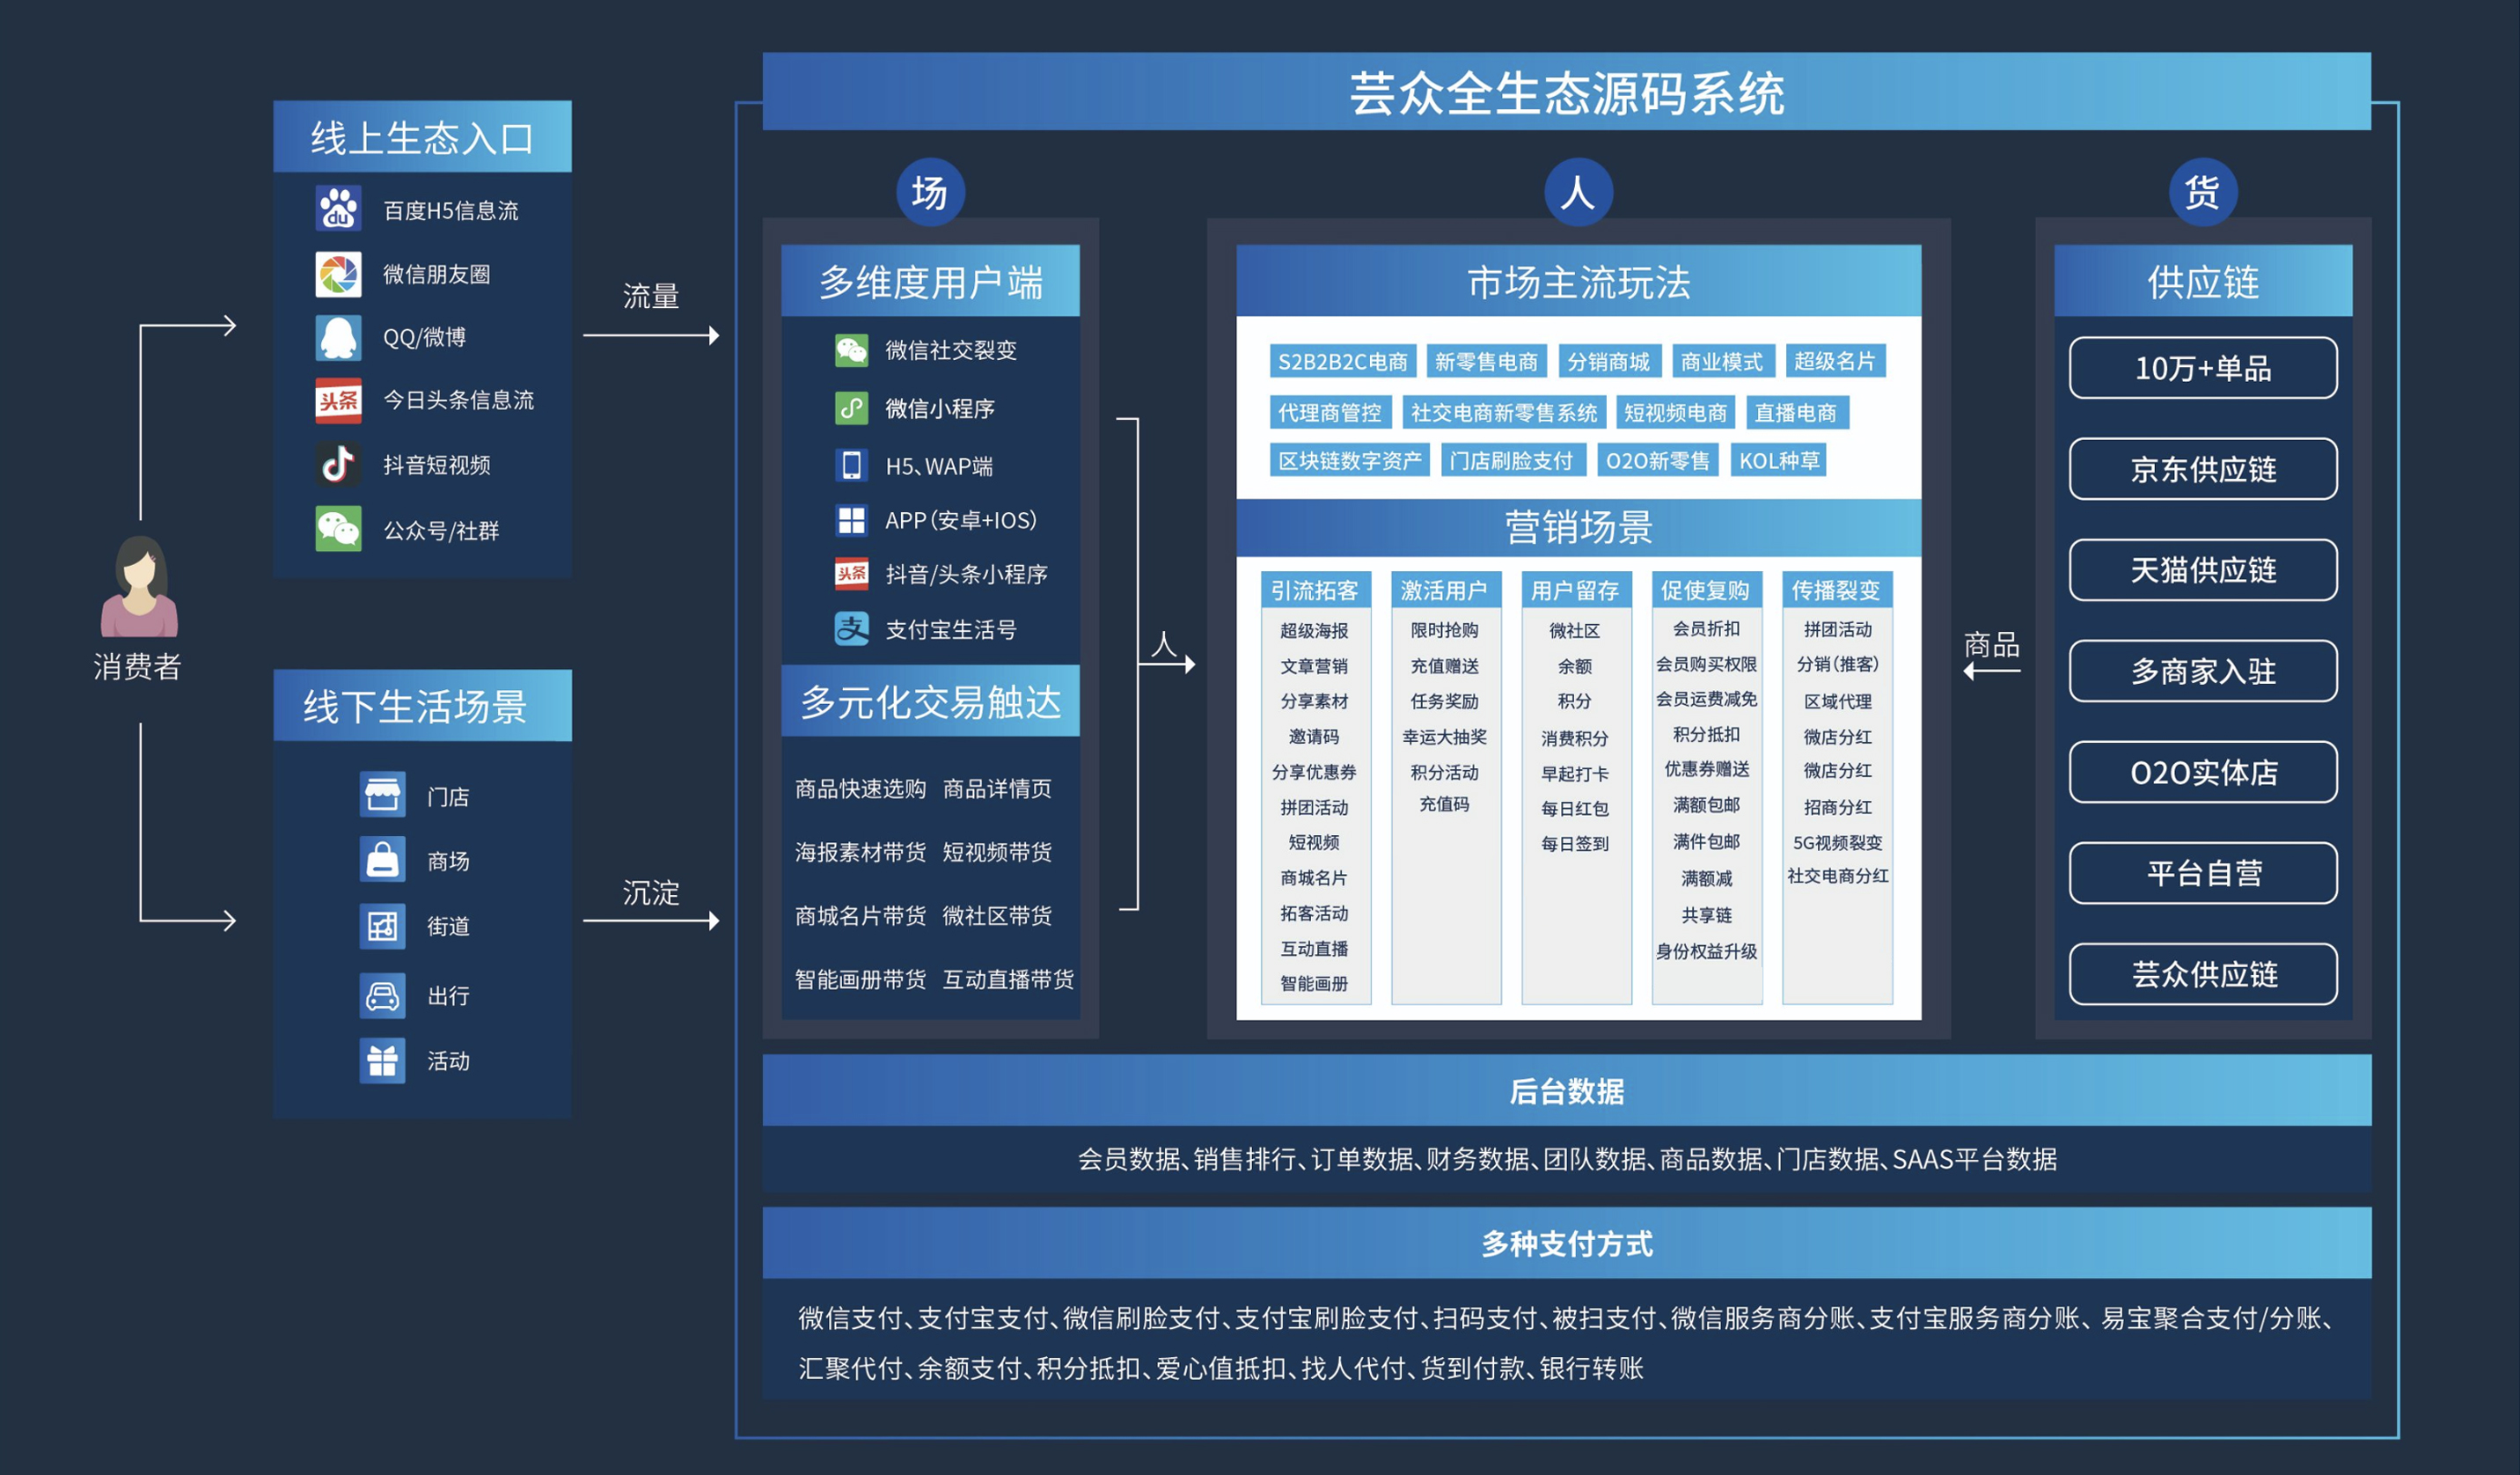 芸众全生态源码系统
线上生态入口
du
百度H5信息流
微信朋友圈
QQ/微博
头条
今日头条信息流
抖音短视频
公众号/社群
消费者
线下生活场景
门店
商场
街道
出行
活动
流量
沉淀
场
多维度用户端
微信社交裂变
微信小程序
H5、WAP端
APP（安卓+IOS）
头条
抖音/头条小程序
支
支付宝生活号
多元化交易触达
商品快速选购 商品详情页
海报素材带货 短视频带货
商城名片带货 微社区带货
智能画册带货 互动直播带货
人
人
市场主流玩法
S2B2B2C电商 新零售电商 分销商城 商业模式 超级名片
代理商管控 社交电商新零售系统 短视频电商 直播电商
区块链数字资产 门店刷脸支付 O2O新零售 KOL种草
营销场景
引流拓客
超级海报
文章营销
分享素材
邀请码
分享优惠券
拼团活动
短视频
商城名片
拓客活动
互动直播
智能画册
激活用户
限时抢购
充值赠送
任务奖励
幸运大抽奖
积分活动
充值码
用户留存
微社区
余额
积分
消费积分
早起打卡
每日红包
每日签到
促使复购
会员折扣
会员购买权限
会员运费减免
积分抵扣
优惠券赠送
满额包邮
满件包邮
满额减
共享链
身份权益升级
传播裂变
拼团活动
分销（推客）
区域代理
微店分红
微店分红
招商分红
5G视频裂变
社交电商分红
商品
货
供应链
10万+单品
京东供应链
天猫供应链
多商家入驻
O2O实体店
平台自营
芸众供应链
后台数据
会员数据、销售排行、订单数据、财务数据、团队数据、商品数据、门店数据、SAAS平台数据
多种支付方式
微信支付、支付宝支付、微信刷脸支付、支付宝刷脸支付、扫码支付、被扫支付、微信服务商分账、支付宝服务商分账、易宝聚合支付/分账、
汇聚代付、余额支付、积分抵扣、爱心值抵扣、找人代付、货到付款、银行转账